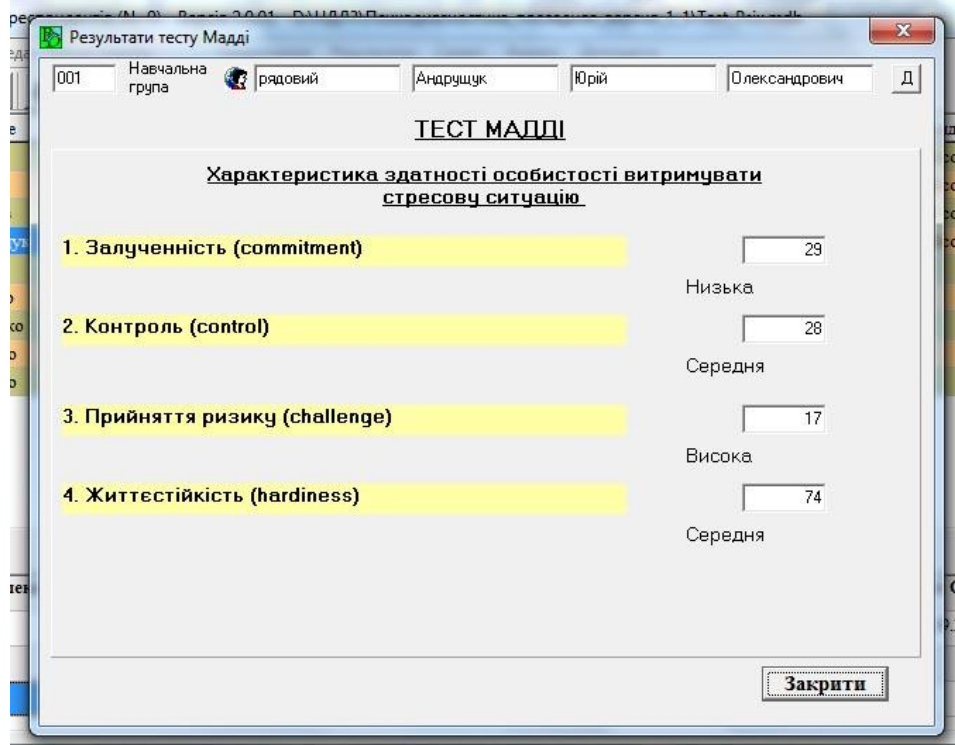 Результати тесту Мадді
001 Навчальна група рядовий Андрущук Юрій Олександрович Д
ТЕСТ МАДДІ
Характеристика здатності особистості витримувати
стресову ситуацію
1. Залученність (commitment) 29
Низька
2. Контроль (control) 28
Середня
3. Прийняття ризику (challenge) 17
Висока
4. Життєстійкість (hardiness) 74
Середня
Закрити